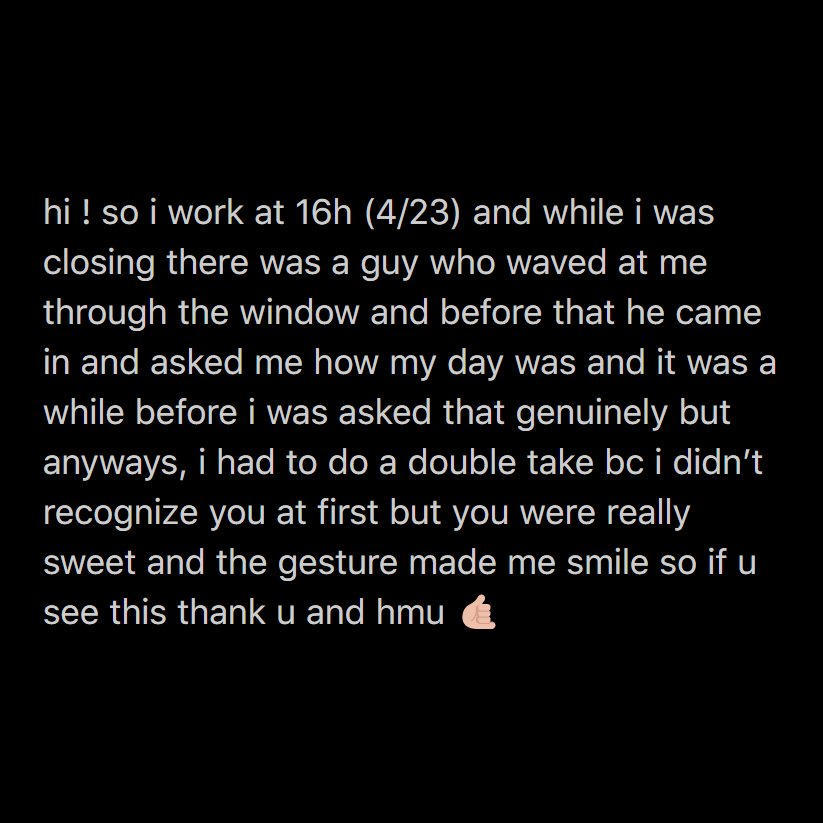 hi ! so i work at 16h (4/23) and while i was
closing there was a guy who waved at me
through the window and before that he came
in and asked me how my day was and it was a
while before i was asked that genuinely but
anyways, i had to do a double take bc i didn’t
recognize you at first but you were really
sweet and the gesture made me smile so if u
see this thank u and hmu 🤙🏼